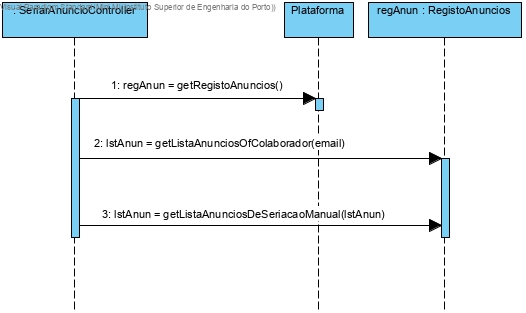 : SeriarAnuncioController
Plataforma
regAnun : RegistoAnuncios
Instituto Superior de Engenharia do Porto))
1: regAnun = getRegistoAnuncios()
2: lstAnun = getListaAnunciosOfColaborador(email)
3: lstAnun = getListaAnunciosDeSeriacaoManual(lstAnun)